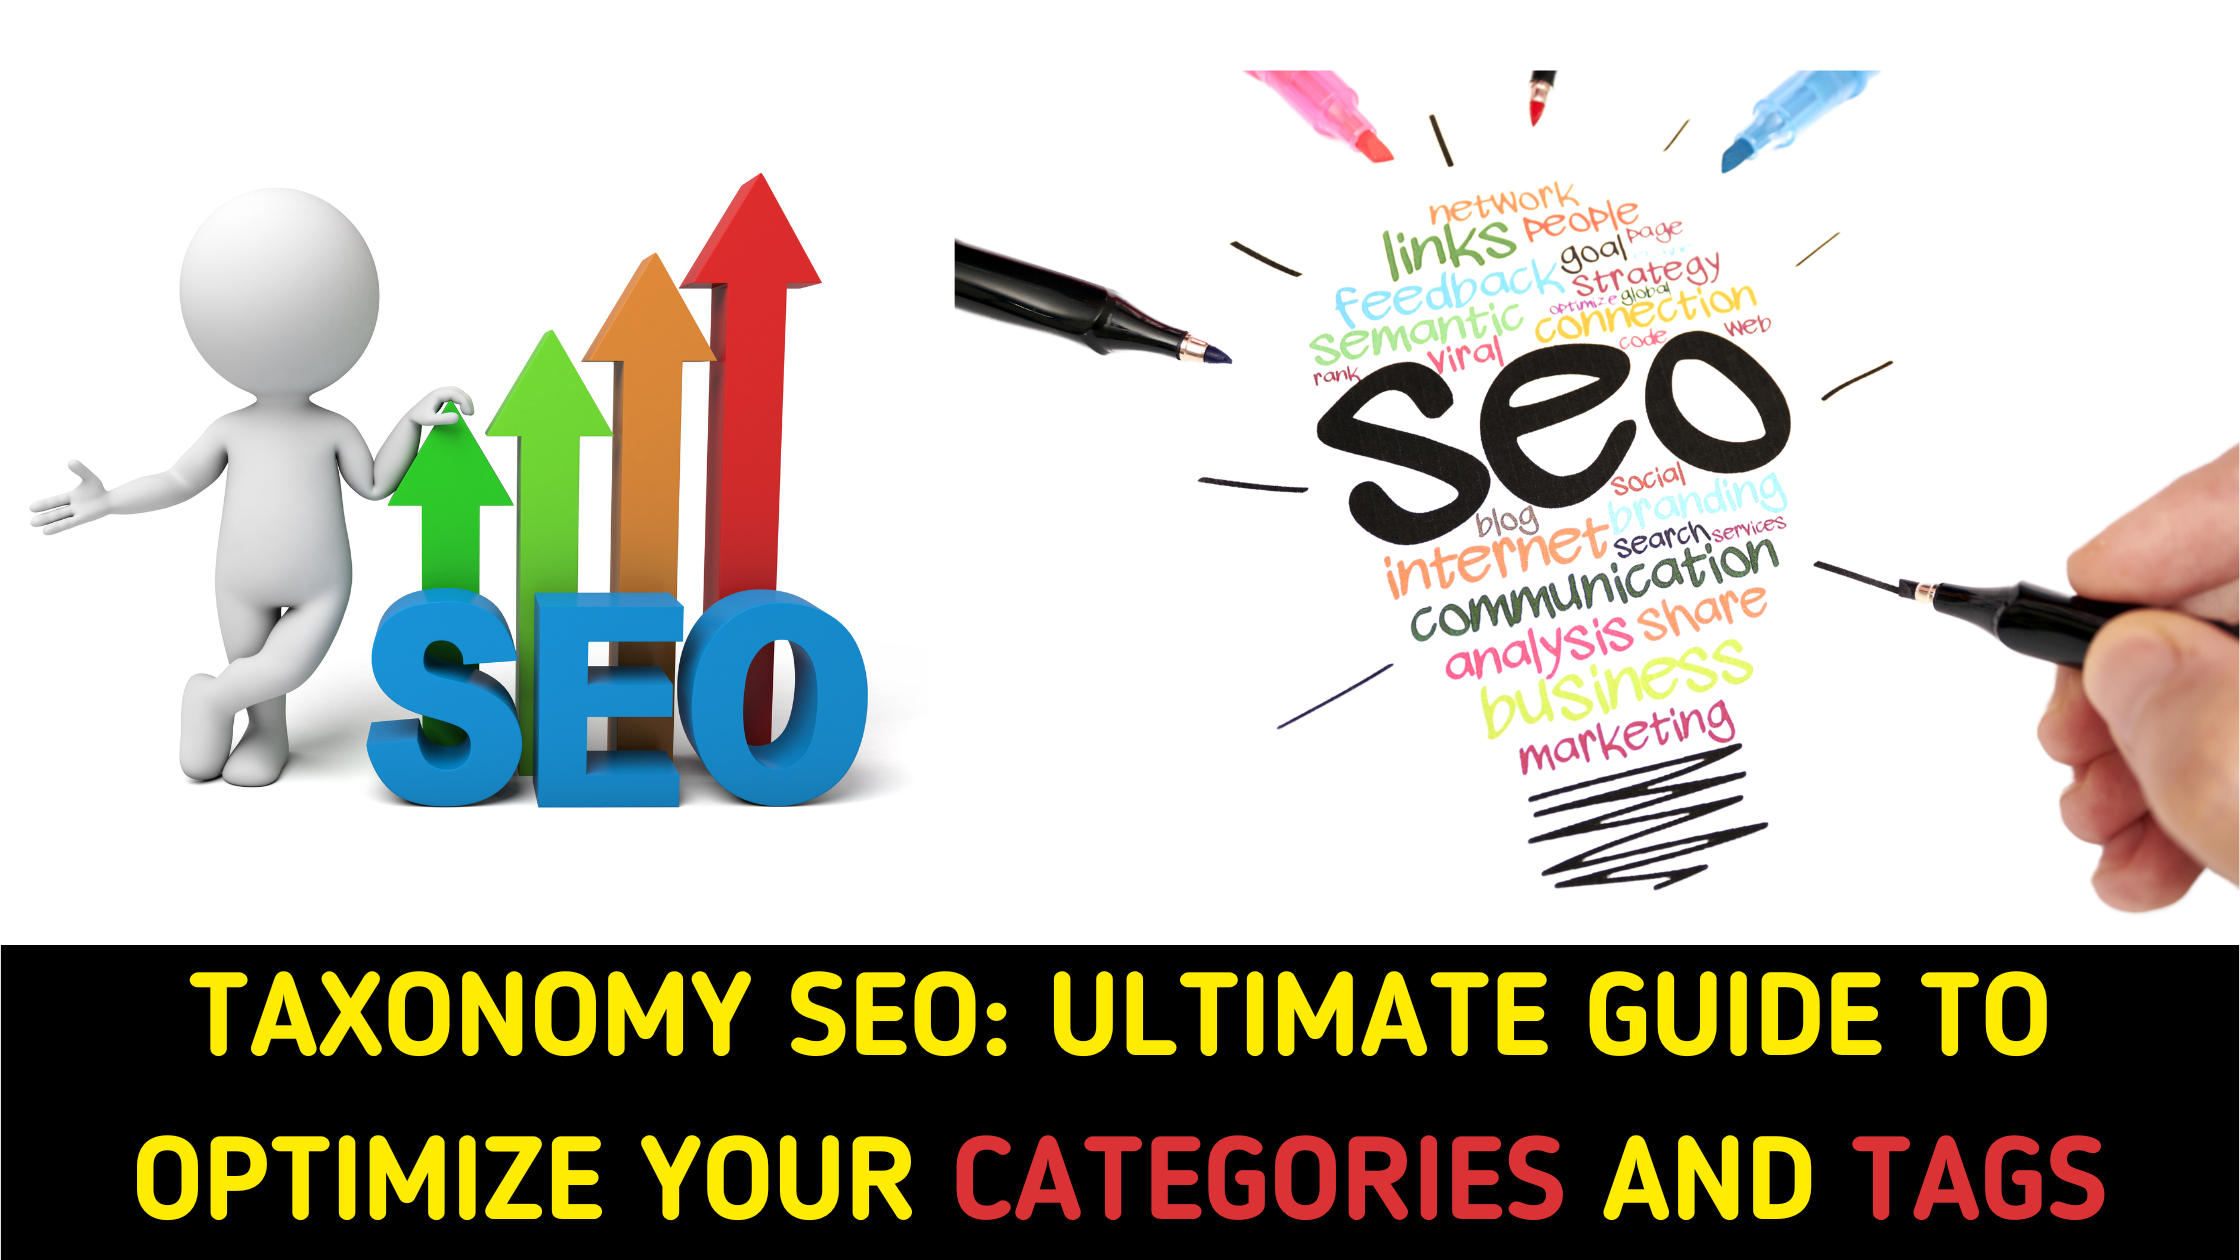 SEO
network
links people
goal page
feedback strategy
optimize global
semantic connection
viral code web
rank
seo
social
blog branding
internet search services
communication
analysis share
business
marketing
TAXONOMY SEO: ULTIMATE GUIDE TO
OPTIMIZE YOUR CATEGORIES AND TAGS